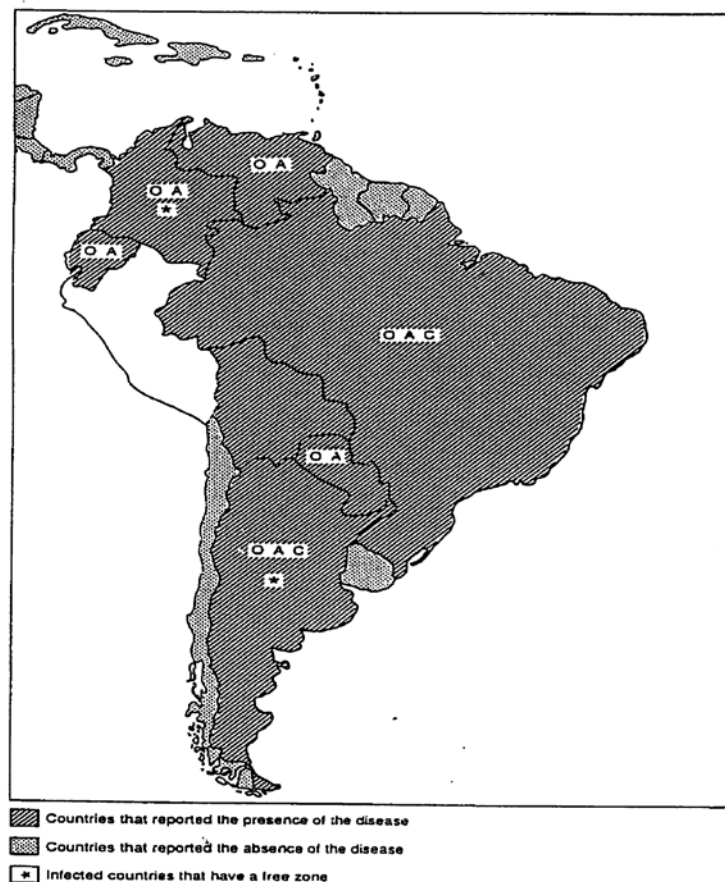 O A
O A
★
O A
O A C
O A
O A C
★
Countries that reported the presence of the disease
Countries that reported the absence of the disease
★ Infected countries that have a free zone